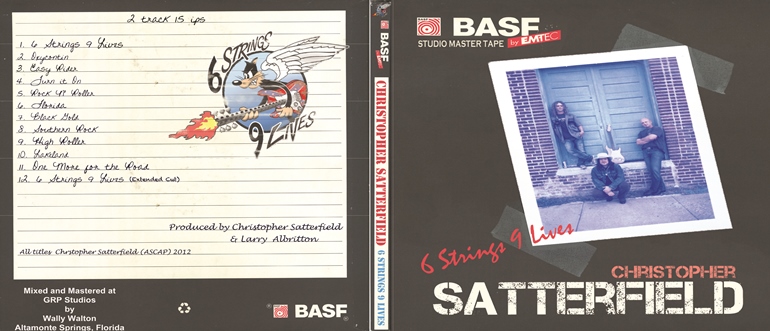 2 track 15 ips
1. 6 Strings 9 Lives
2. Oxycontin
3. Easy Rider
4. Turn it On
5. Rock N' Roller
6. Florida
7. Black Gold
8. Southern Rock
9. High Roller
10. Lakeland
11. One More for the Road
12. 6 Strings 9 Lives (Extended Cut)
6 STRINGS
9 LIVES
Produced by Christopher Satterfield
& Larry Albritton
All titles Christopher Satterfield (ASCAP) 2012
Mixed and Mastered at
GRP Studios
by
Wally Walton
Altamonte Springs, Florida
BASF
BASF
CHRISTOPHER SATTERFIELD 6 STRINGS 9 LIVES
BASF
STUDIO MASTER TAPE by EMTEC
6 Strings 9 Lives
CHRISTOPHER
SATTERFIELD